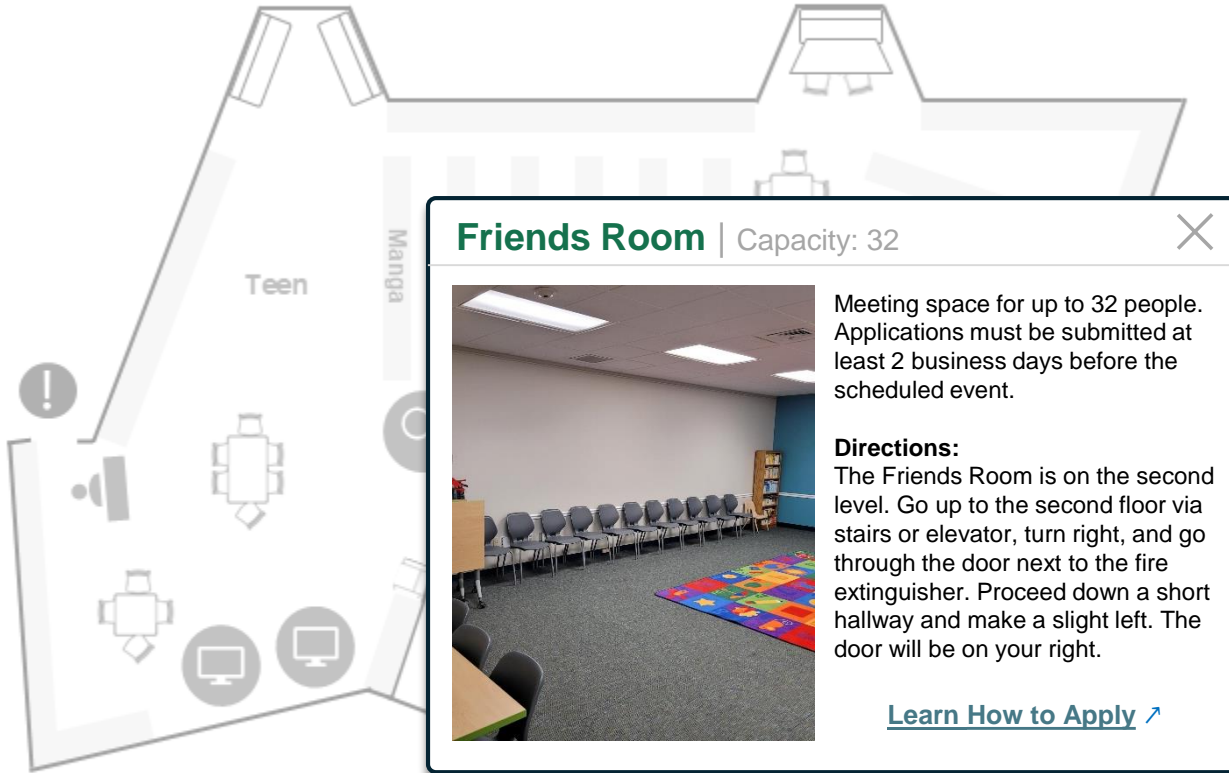 Teen
Manga
Friends Room | Capacity: 32
Meeting space for up to 32 people.
Applications must be submitted at
least 2 business days before the
scheduled event.
Directions:
The Friends Room is on the second
level. Go up to the second floor via
stairs or elevator, turn right, and go
through the door next to the fire
extinguisher. Proceed down a short
hallway and make a slight left. The
door will be on your right.
Learn How to Apply ↗